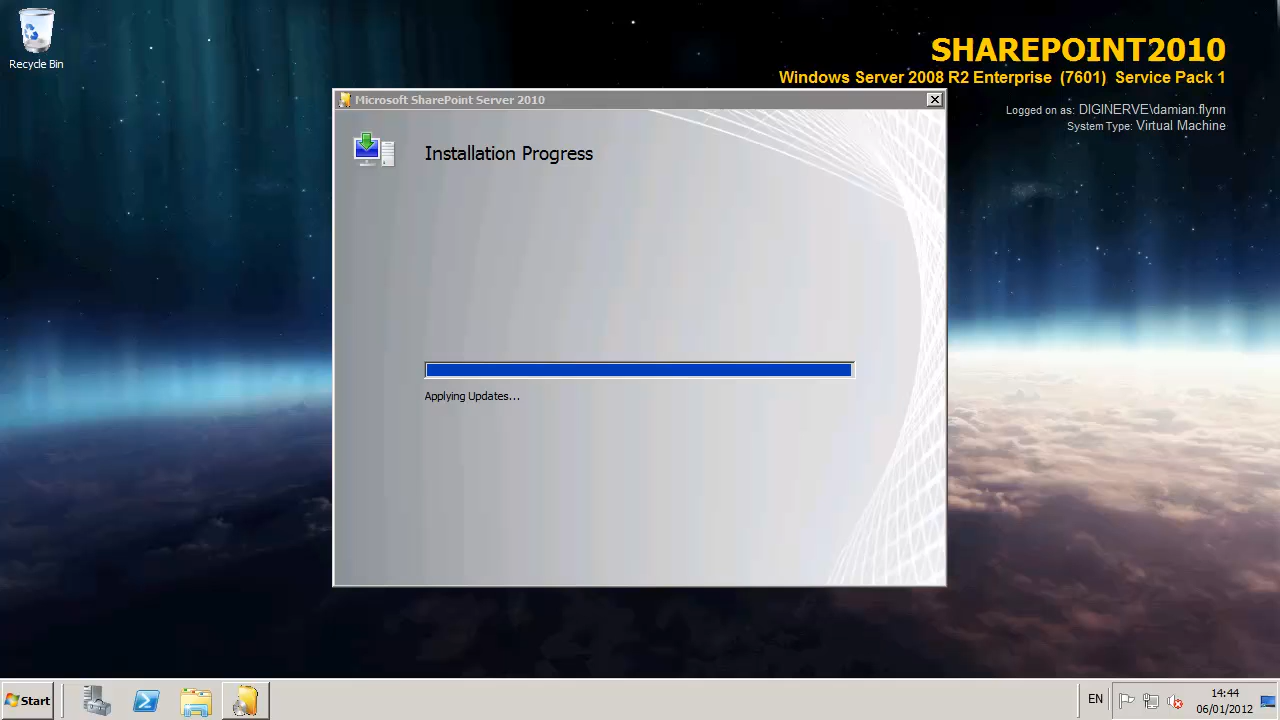 Recycle Bin
SHAREPOINT2010
Windows Server 2008 R2 Enterprise (7601) Service Pack 1
Logged on as: DIGINERVE\damian.flynn
System Type: Virtual Machine
Microsoft SharePoint Server 2010
Installation Progress
Applying Updates...
Start
EN
14:44
06/01/2012